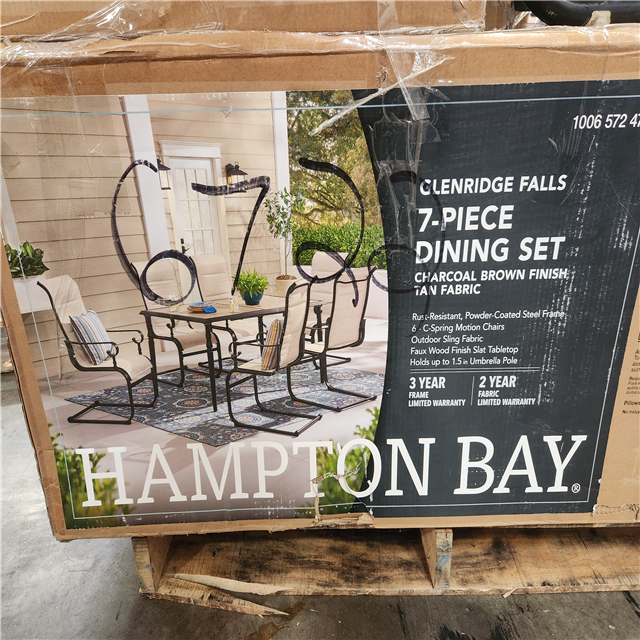 1006 572 47
GLENRIDGE FALLS
7-PIECE
DINING SET
CHARCOAL BROWN FINISH,
TAN FABRIC
Rust-Resistant, Powder-Coated Steel Frame
6 - C-Spring Motion Chairs
Outdoor Sling Fabric
Faux Wood Finish Slat Tabletop
Holds up to 1.5 in Umbrella Pole
3 YEAR
FRAME
LIMITED WARRANTY
2 YEAR
FABRIC
LIMITED WARRANTY
HAMPTON BAY®